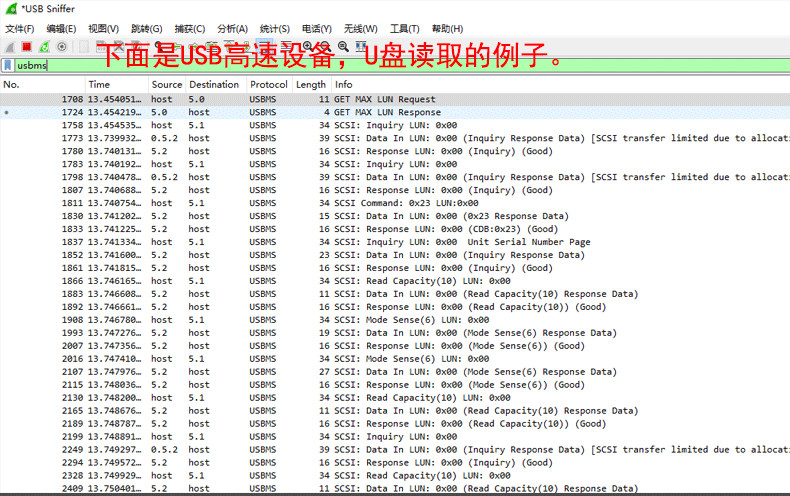 *USB Sniffer
文件(F) 编辑(E) 视图(V) 跳转(G) 捕获(C) 分析(A) 统计(S) 电话(Y) 无线(W) 工具(T) 帮助(H)
下面是USB高速设备，U盘读取的例子。
usbms
No. Time Source Destination Protocol Length Info
1708 13.454051… host 5.0 USBMS 11 GET MAX LUN Request
1724 13.454219… 5.0 host USBMS 4 GET MAX LUN Response
1758 13.454535… host 5.1 USBMS 34 SCSI: Inquiry LUN: 0x00
1773 13.739932… 0.5.2 host USBMS 39 SCSI: Data In LUN: 0x00 (Inquiry Response Data) [SCSI transfer limited due to allocati
1780 13.740131… 5.2 host USBMS 16 SCSI: Response LUN: 0x00 (Inquiry) (Good)
1783 13.740192… host 5.1 USBMS 34 SCSI: Inquiry LUN: 0x00
1798 13.740478… 0.5.2 host USBMS 39 SCSI: Data In LUN: 0x00 (Inquiry Response Data) [SCSI transfer limited due to allocati
1807 13.740688… 5.2 host USBMS 16 SCSI: Response LUN: 0x00 (Inquiry) (Good)
1811 13.740754… host 5.1 USBMS 34 SCSI Command: 0x23 LUN:0x00
1830 13.741202… 5.2 host USBMS 15 SCSI: Data In LUN: 0x00 (0x23 Response Data)
1833 13.741225… 5.2 host USBMS 16 SCSI: Response LUN: 0x00 (CDB:0x23) (Good)
1837 13.741334… host 5.1 USBMS 34 SCSI: Inquiry LUN: 0x00 Unit Serial Number Page
1852 13.741600… 5.2 host USBMS 23 SCSI: Data In LUN: 0x00 (Inquiry Response Data)
1861 13.741815… 5.2 host USBMS 16 SCSI: Response LUN: 0x00 (Inquiry) (Good)
1866 13.746165… host 5.1 USBMS 34 SCSI: Read Capacity(10) LUN: 0x00
1883 13.746608… 5.2 host USBMS 11 SCSI: Data In LUN: 0x00 (Read Capacity(10) Response Data)
1892 13.746661… 5.2 host USBMS 16 SCSI: Response LUN: 0x00 (Read Capacity(10)) (Good)
1908 13.746780… host 5.1 USBMS 34 SCSI: Mode Sense(6) LUN: 0x00
1993 13.747276… 5.2 host USBMS 19 SCSI: Data In LUN: 0x00 (Mode Sense(6) Response Data)
2007 13.747356… 5.2 host USBMS 16 SCSI: Response LUN: 0x00 (Mode Sense(6)) (Good)
2016 13.747410… host 5.1 USBMS 34 SCSI: Mode Sense(6) LUN: 0x00
2107 13.747976… 5.2 host USBMS 27 SCSI: Data In LUN: 0x00 (Mode Sense(6) Response Data)
2115 13.748036… 5.2 host USBMS 16 SCSI: Response LUN: 0x00 (Mode Sense(6)) (Good)
2130 13.748200… host 5.1 USBMS 34 SCSI: Read Capacity(10) LUN: 0x00
2165 13.748676… 5.2 host USBMS 11 SCSI: Data In LUN: 0x00 (Read Capacity(10) Response Data)
2189 13.748787… 5.2 host USBMS 16 SCSI: Response LUN: 0x00 (Read Capacity(10)) (Good)
2199 13.748891… host 5.1 USBMS 34 SCSI: Inquiry LUN: 0x00
2249 13.749297… 0.5.2 host USBMS 39 SCSI: Data In LUN: 0x00 (Inquiry Response Data) [SCSI transfer limited due to allocati
2294 13.749572… 5.2 host USBMS 16 SCSI: Response LUN: 0x00 (Inquiry) (Good)
2328 13.749929… host 5.1 USBMS 34 SCSI: Read Capacity(10) LUN: 0x00
2409 13.750401… 5.2 host USBMS 11 SCSI: Data In LUN: 0x00 (Read Capacity(10) Response Data)